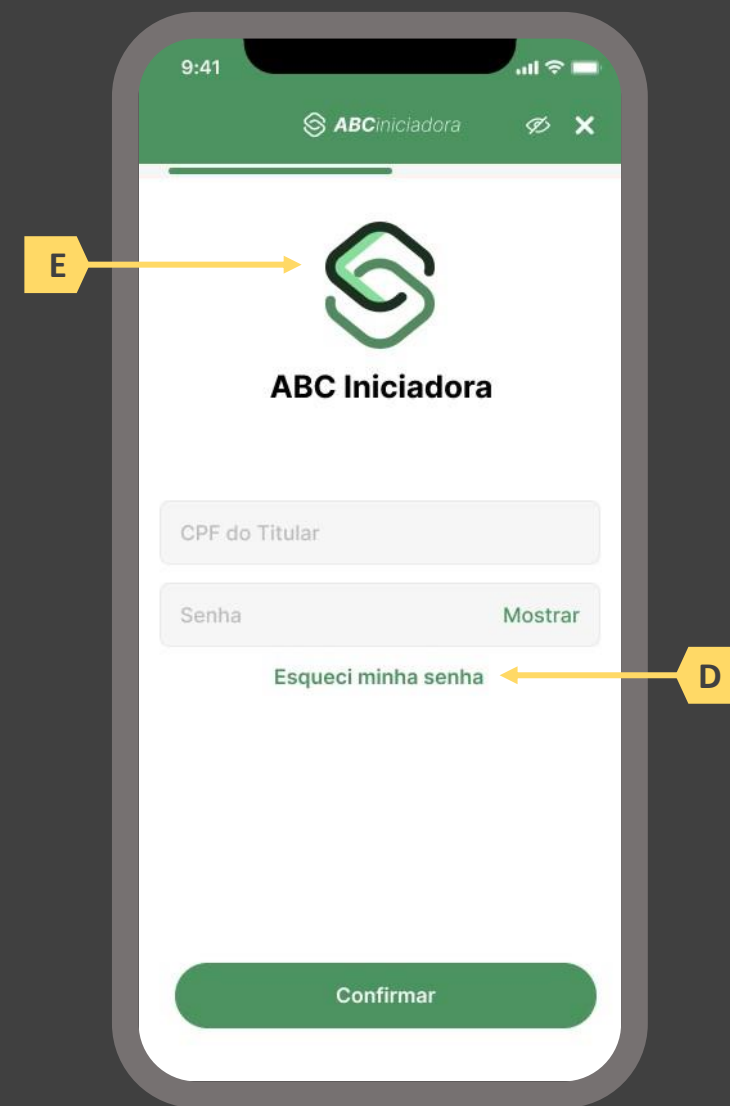 9:41
ABCiniciadora
E
ABC Iniciadora
CPF do Titular
Senha Mostrar
Esqueci minha senha
D
Confirmar